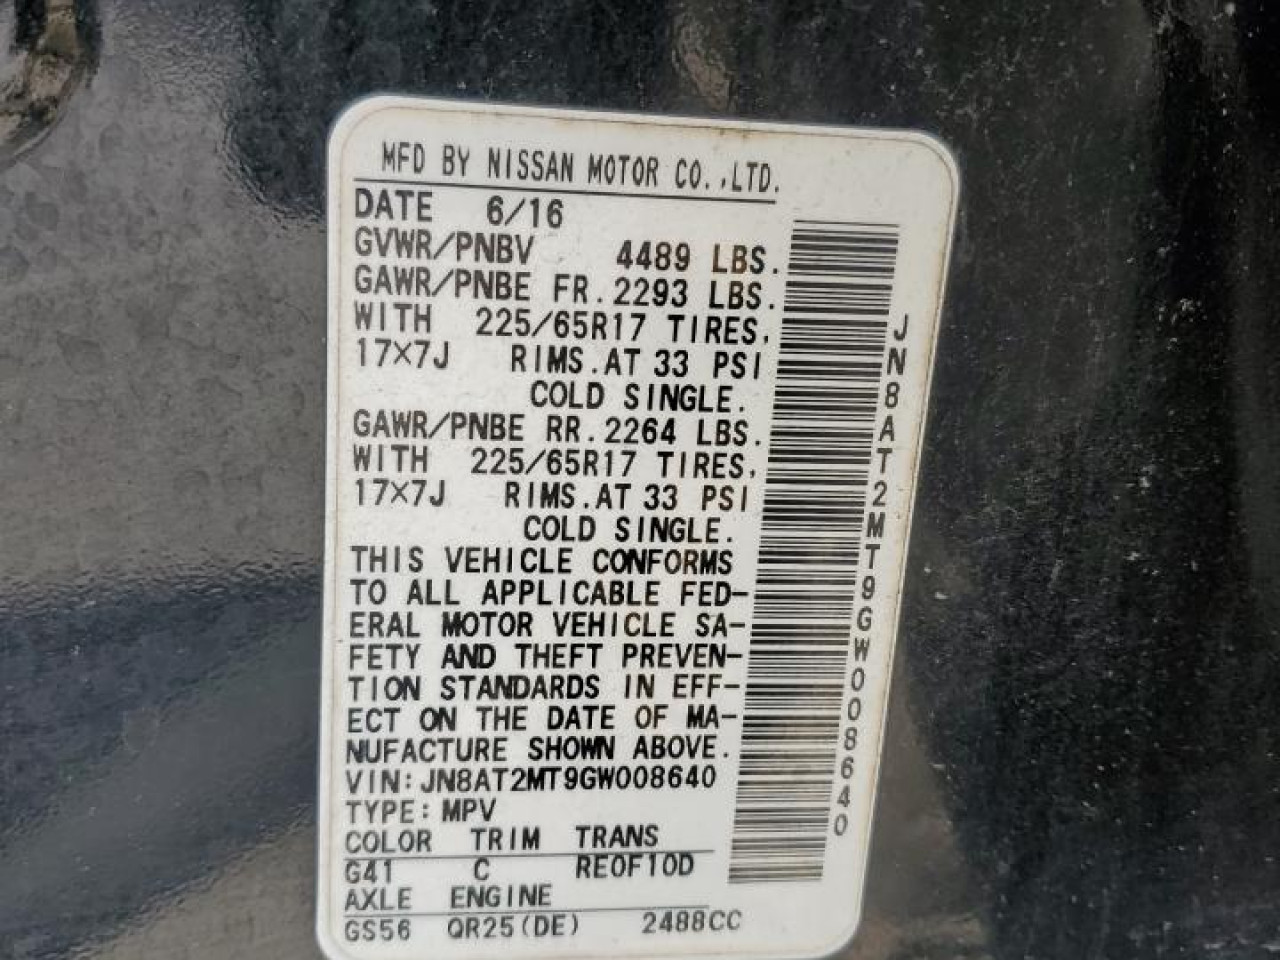 MFD BY NISSAN MOTOR CO.,LTD.
DATE 6/16
GVWR/PNBV 4489 LBS.
GAWR/PNBE FR.2293 LBS.
WITH 225/65R17 TIRES,
17×7J RIMS.AT 33 PSI
COLD SINGLE.
GAWR/PNBE RR.2264 LBS.
WITH 225/65R17 TIRES,
17×7J RIMS.AT 33 PSI
COLD SINGLE.
THIS VEHICLE CONFORMS
TO ALL APPLICABLE FED-
ERAL MOTOR VEHICLE SA-
FETY AND THEFT PREVEN-
TION STANDARDS IN EFF-
ECT ON THE DATE OF MA-
NUFACTURE SHOWN ABOVE.
VIN:JN8AT2MT9GW008640
TYPE:MPV
COLOR TRIM TRANS
G41 C RE0F10D
AXLE ENGINE
GS56 QR25(DE) 2488CC
JN8AT2MT9GW008640